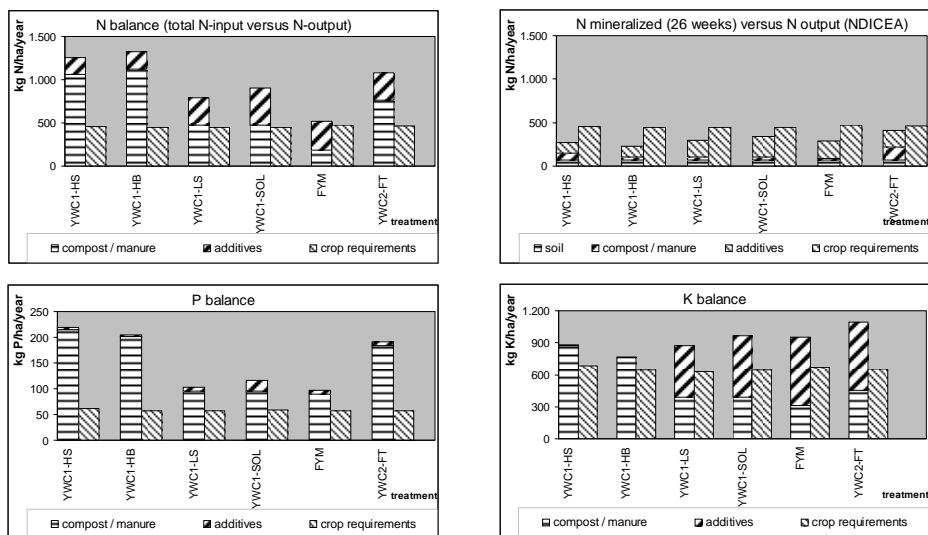 N balance (total N-input versus N-output)
kg N/ha/year
1.500
1.000
500
0
YWC1-HS
YWC1-HB
YWC1-LS
YWC1-SOL
FYM
YWC2-FT
treatment
compost / manure
additives
crop requirements
N mineralized (26 weeks) versus N output (NDICEA)
kg N/ha/year
1.500
1.000
500
0
YWC1-HS
YWC1-HB
YWC1-LS
YWC1-SOL
FYM
YWC2-FT
treatment
soil
compost / manure
additives
crop requirements
P balance
kg P/ha/year
250
200
150
100
50
0
YWC1-HS
YWC1-HB
YWC1-LS
YWC1-SOL
FYM
YWC2-FT
treatment
compost / manure
additives
crop requirements
K balance
kg K/ha/year
1.200
900
600
300
0
YWC1-HS
YWC1-HB
YWC1-LS
YWC1-SOL
FYM
YWC2-FT
treatment
compost / manure
additives
crop requirements